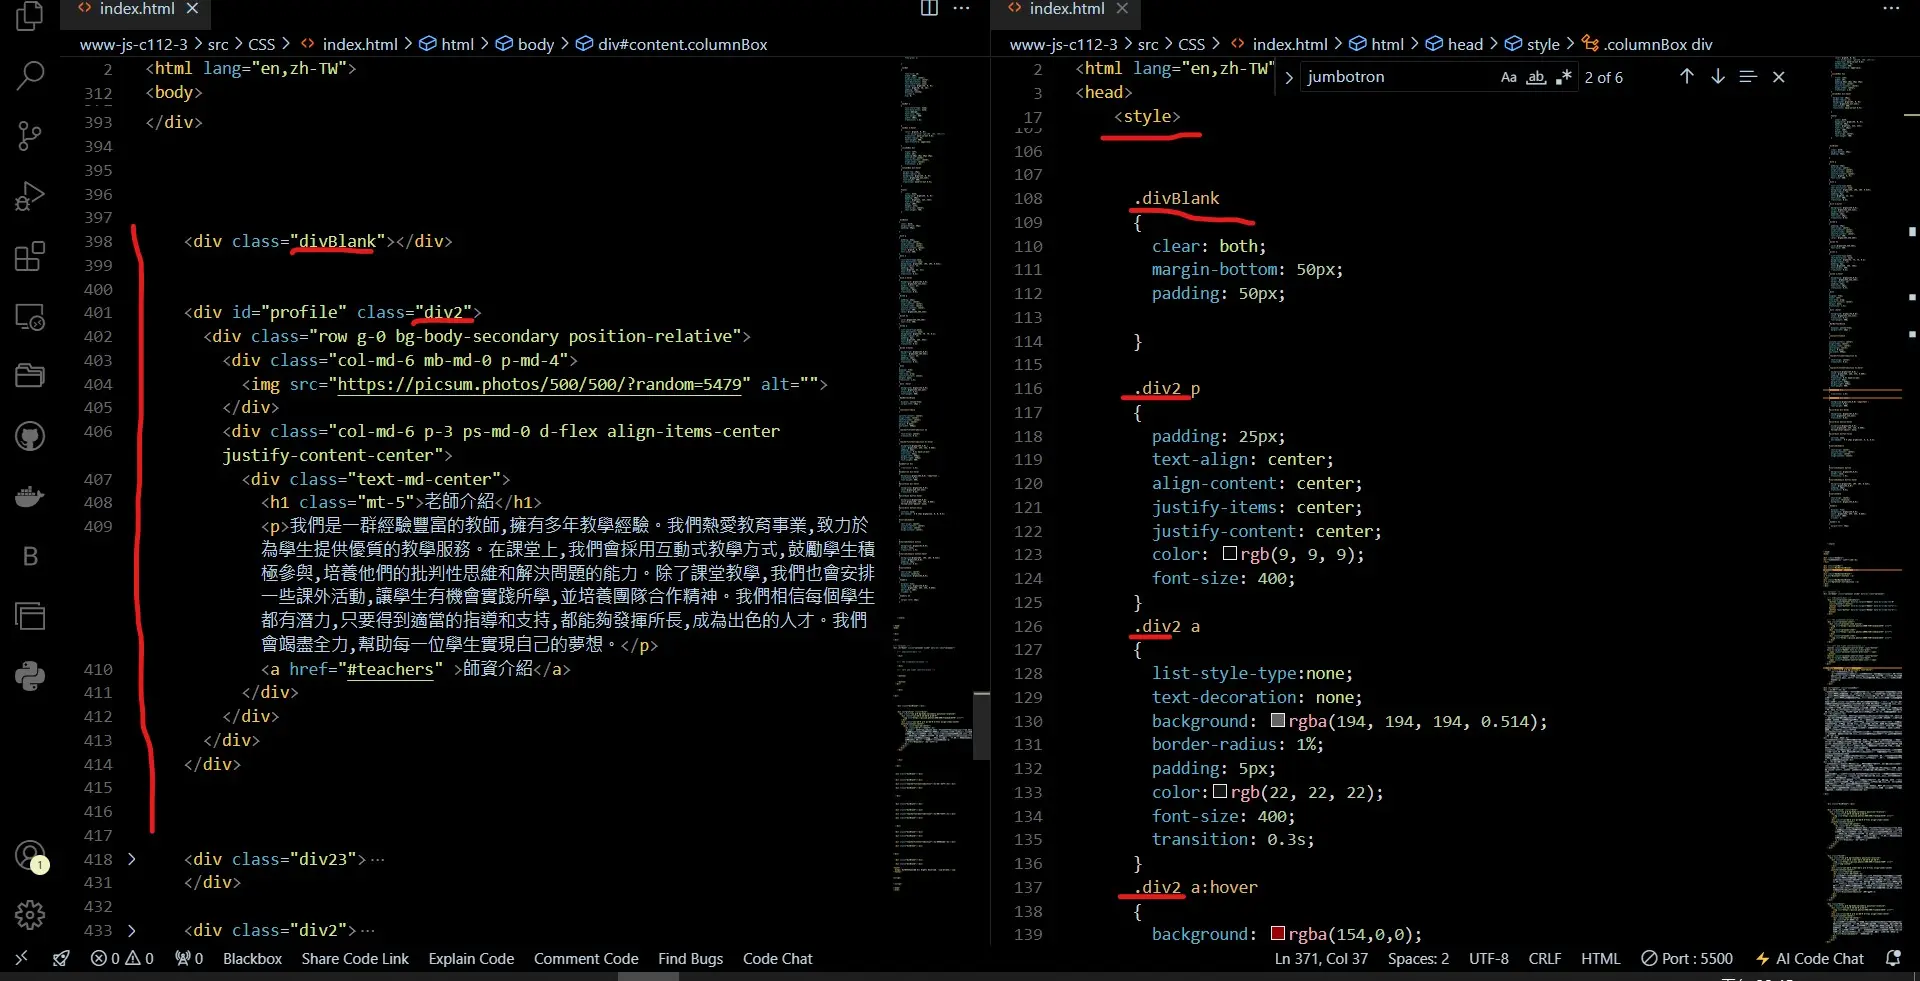 index.html
www-js-c112-3 > src > CSS > index.html > html > body > div#content.columnBox
2 <html lang="en,zh-TW">
312 <body>
393 </div>
394
395
396
397
398 <div class="divBlank"></div>
399
400
401 <div id="profile" class="div2">
402 <div class="row g-0 bg-body-secondary position-relative">
403 <div class="col-md-6 mb-md-0 p-md-4">
404 <img src="https://picsum.photos/500/500/?random=5479" alt="">
405 </div>
406 <div class="col-md-6 p-3 ps-md-0 d-flex align-items-center
justify-content-center">
407 <div class="text-md-center">
408 <h1 class="mt-5">老師介紹</h1>
409 <p>我們是一群經驗豐富的教師,擁有多年教學經驗。我們熱愛教育事業,致力於
為學生提供優質的教學服務。在課堂上,我們會採用互動式教學方式,鼓勵學生積
極參與,培養他們的批判性思維和解決問題的能力。除了課堂教學,我們也會安排
一些課外活動,讓學生有機會實踐所學,並培養團隊合作精神。我們相信每個學生
都有潛力,只要得到適當的指導和支持,都能夠發揮所長,成為出色的人才。我們
會竭盡全力,幫助每一位學生實現自己的夢想。</p>
410 <a href="#teachers" >師資介紹</a>
411 </div>
412 </div>
413 </div>
414 </div>
415
416
417
418 <div class="div23">…
431 </div>
432
433 <div class="div2">…
index.html
www-js-c112-3 > src > CSS > index.html > html > head > style > .columnBox div
jumbotron Aa ab 2 of 6
2 <html lang="en,zh-TW"
3 <head>
17 <style>
105
106
107
108 .divBlank
109 {
110 clear: both;
111 margin-bottom: 50px;
112 padding: 50px;
113
114 }
115
116 .div2 p
117 {
118 padding: 25px;
119 text-align: center;
120 align-content: center;
121 justify-items: center;
122 justify-content: center;
123 color: rgb(9, 9, 9);
124 font-size: 400;
125 }
126 .div2 a
127 {
128 list-style-type:none;
129 text-decoration: none;
130 background: rgba(194, 194, 194, 0.514);
131 border-radius: 1%;
132 padding: 5px;
133 color:rgb(22, 22, 22);
134 font-size: 400;
135 transition: 0.3s;
136 }
137 .div2 a:hover
138 {
139 background: rgba(154,0,0);
1
0 0 0 Blackbox Share Code Link Explain Code Comment Code Find Bugs Code Chat Ln 371, Col 37 Spaces: 2 UTF-8 CRLF HTML Port : 5500 AI Code Chat